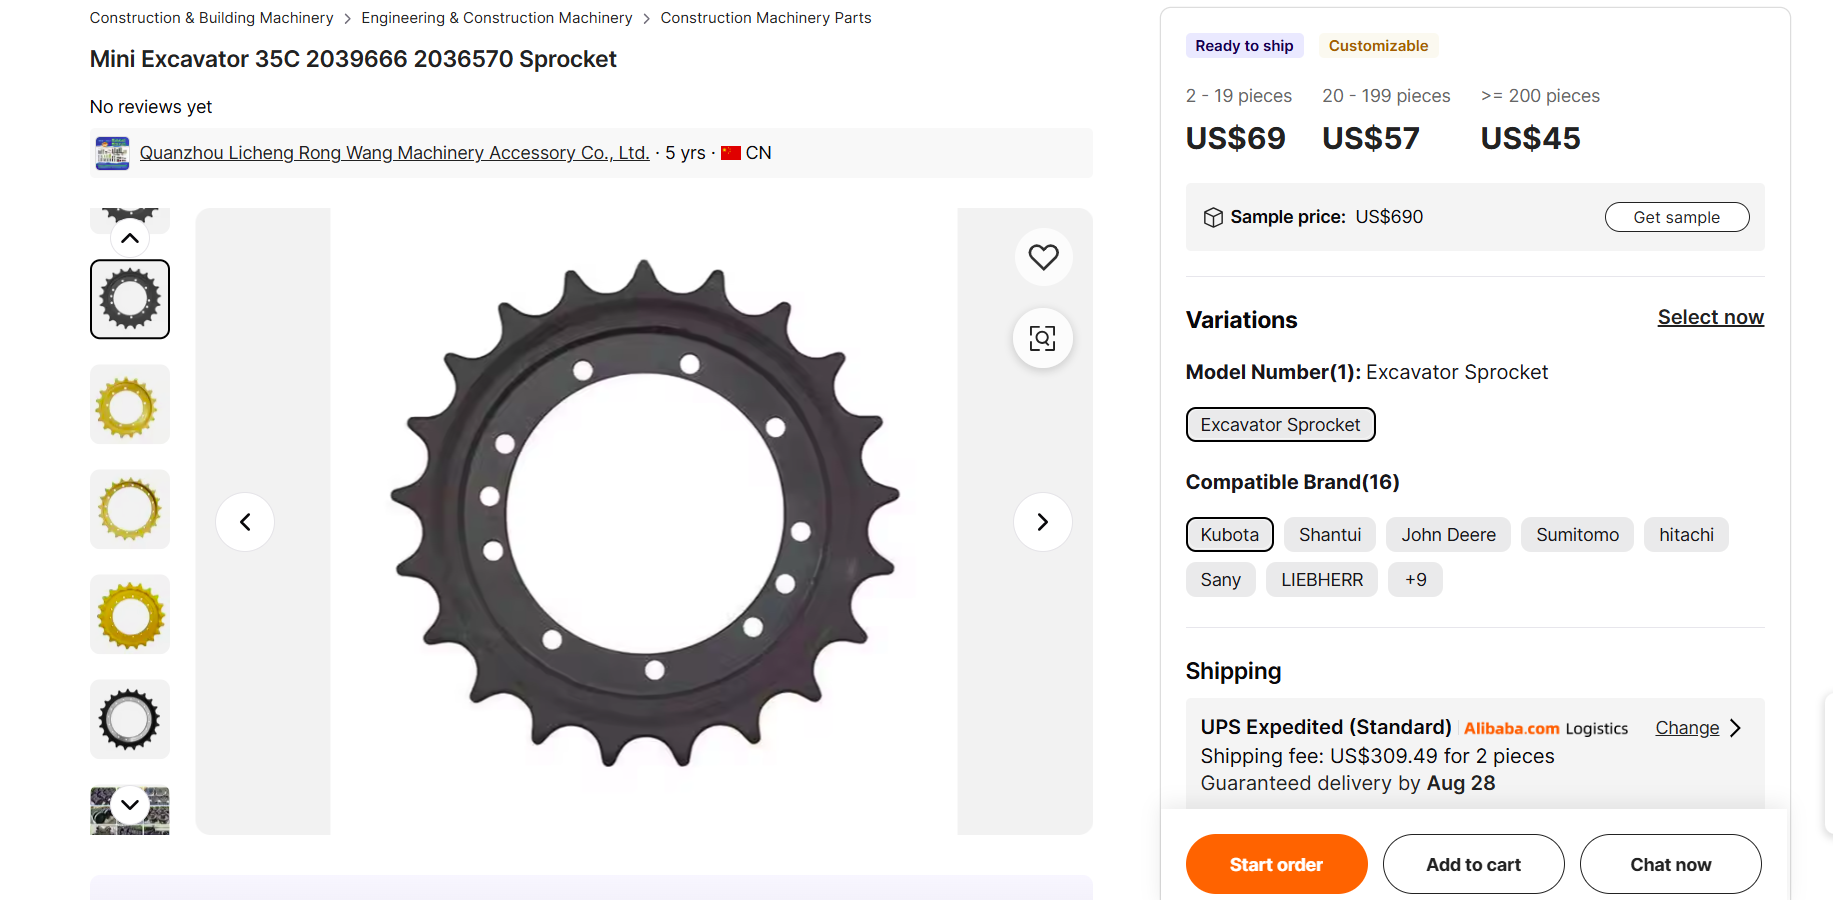 Construction & Building Machinery > Engineering & Construction Machinery > Construction Machinery Parts
Mini Excavator 35C 2039666 2036570 Sprocket
No reviews yet
Quanzhou Licheng Rong Wang Machinery Accessory Co., Ltd. · 5 yrs · CN
Ready to ship Customizable
2 - 19 pieces 20 - 199 pieces >= 200 pieces
US$69 US$57 US$45
Sample price: US$690 Get sample
Variations Select now
Model Number(1): Excavator Sprocket
Excavator Sprocket
Compatible Brand(16)
Kubota Shantui John Deere Sumitomo hitachi
Sany LIEBHERR +9
Shipping
UPS Expedited (Standard) Alibaba.com Logistics Change
Shipping fee: US$309.49 for 2 pieces
Guaranteed delivery by Aug 28
Start order Add to cart Chat now